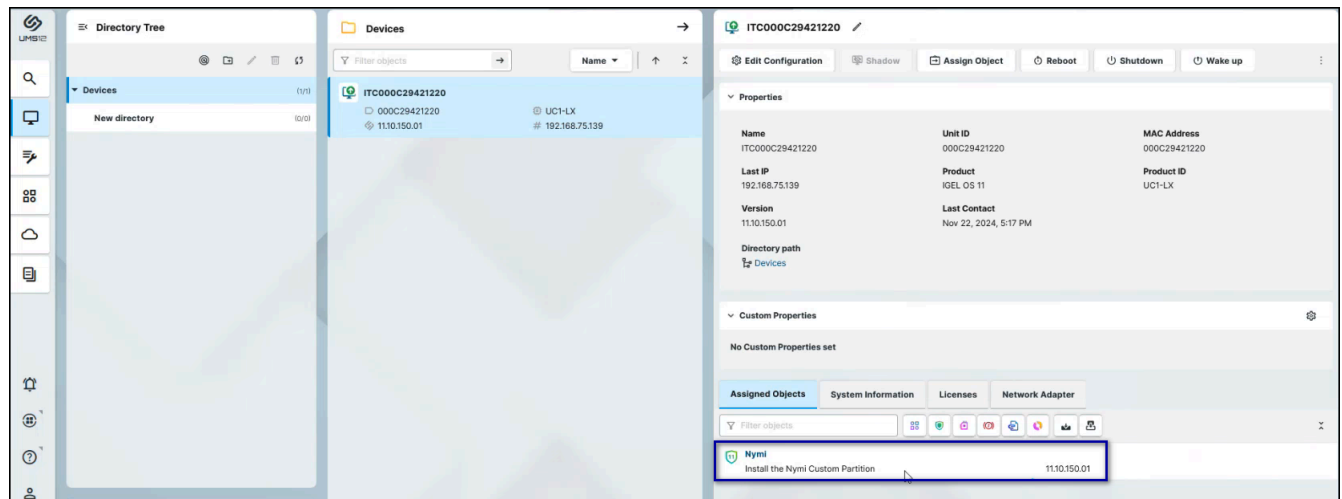 UMS12
Directory Tree
Devices (1/1)
New directory (0/0)
Devices
Filter objects
Name
ITC000C29421220
000C29421220 UC1-LX
11.10.150.01 # 192.168.75.139
ITC000C29421220
Edit Configuration Shadow Assign Object Reboot Shutdown Wake up
Properties
Name Unit ID MAC Address
ITC000C29421220 000C29421220 000C29421220
Last IP Product Product ID
192.168.75.139 IGEL OS 11 UC1-LX
Version Last Contact
11.10.150.01 Nov 22, 2024, 5:17 PM
Directory path
Devices
Custom Properties
No Custom Properties set
Assigned Objects System Information Licenses Network Adapter
Filter objects
11 Nymi
Install the Nymi Custom Partition 11.10.150.01